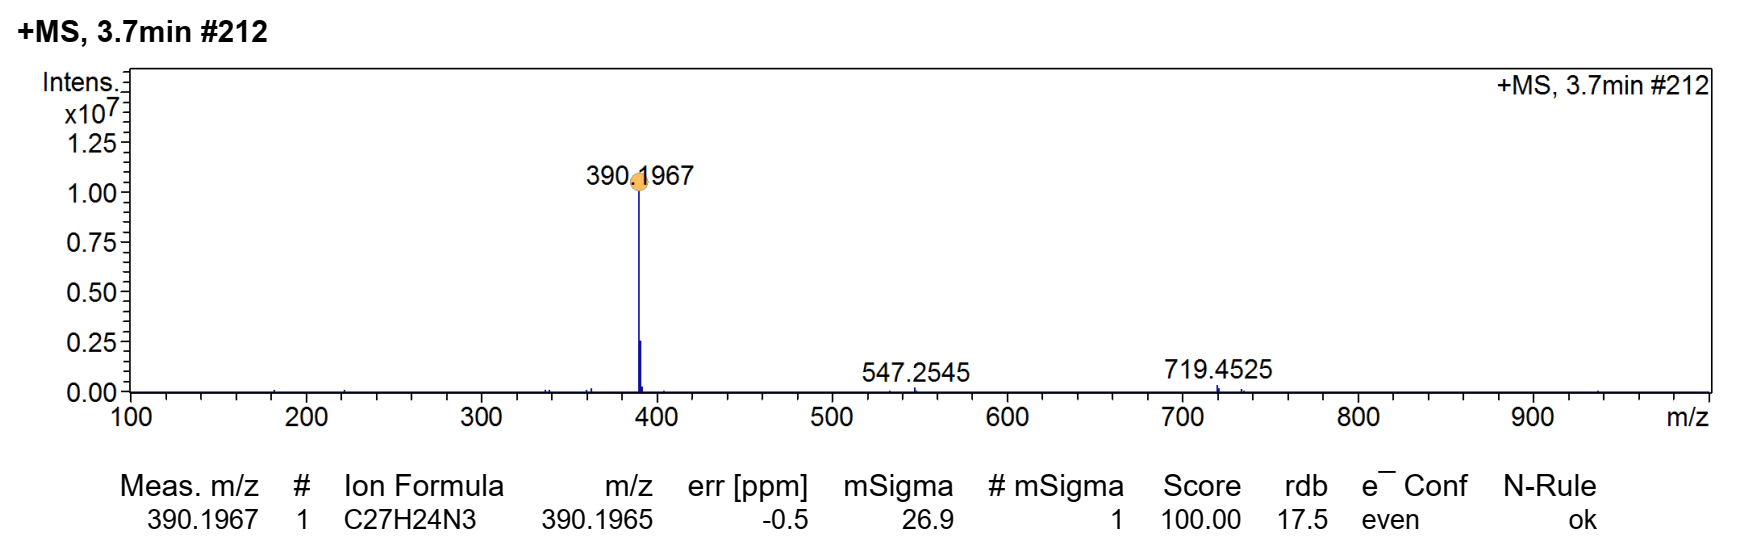 +MS, 3.7min #212
Intens.
x10^7
+MS, 3.7min #212
1.25
1.00
0.75
0.50
0.25
0.00
390.1967
547.2545
719.4525
100 200 300 400 500 600 700 800 900 m/z
Meas. m/z # Ion Formula m/z err [ppm] mSigma # mSigma Score rdb e¯ Conf N-Rule
390.1967 1 C27H24N3 390.1965 -0.5 26.9 1 100.00 17.5 even ok